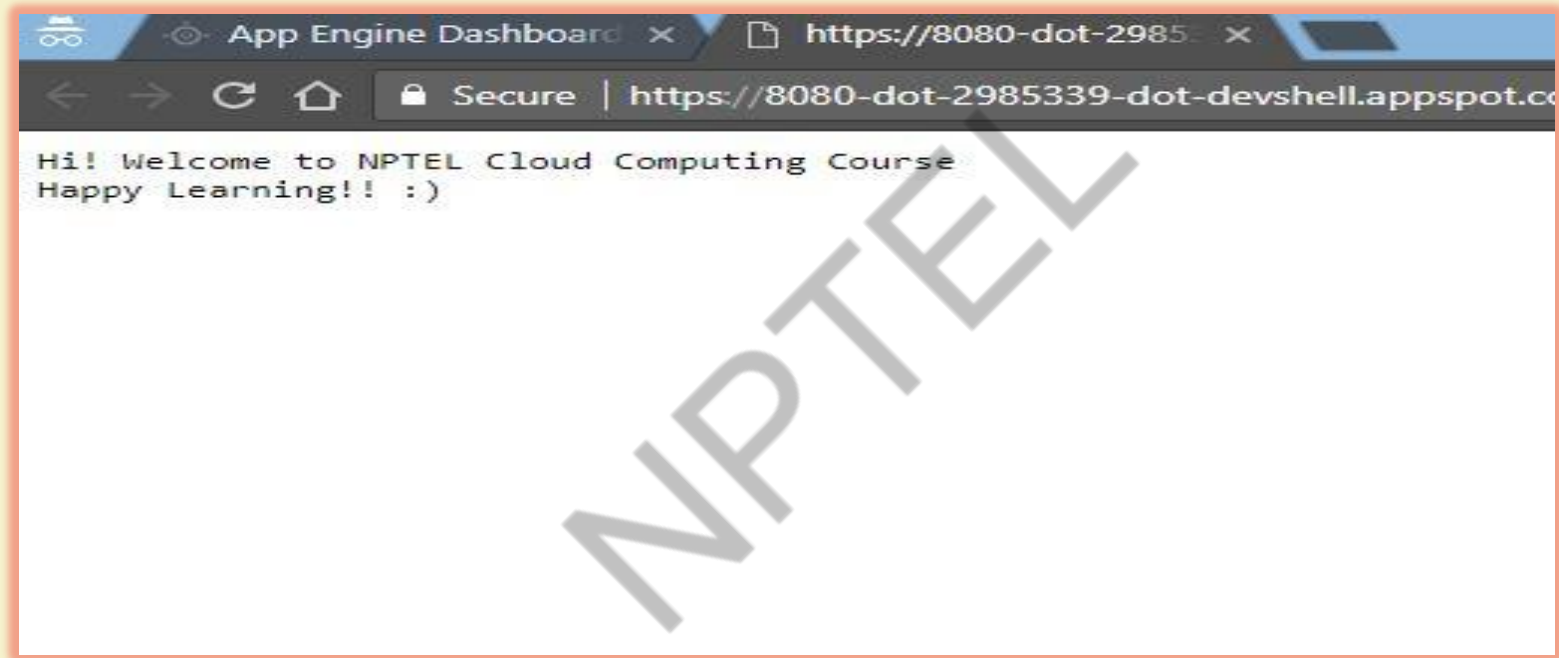 App Engine Dashboard
https://8080-dot-2985
Secure | https://8080-dot-2985339-dot-devshell.appspot.co
Hi! Welcome to NPTEL Cloud Computing Course
Happy Learning!! :)
NPTEL